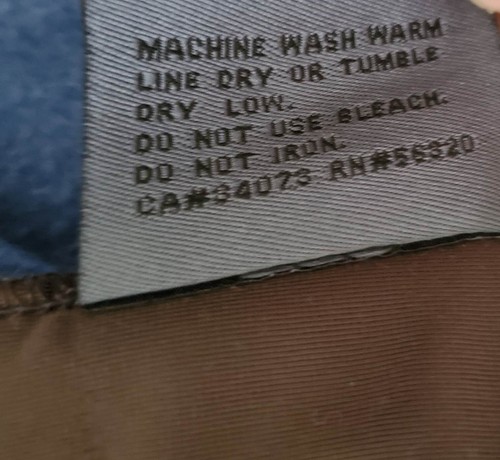 MACHINE WASH WARM
LINE DRY OR TUMBLE
DRY LOW.
DO NOT USE BLEACH.
DO NOT IRON.
CA#34073 RN#56320